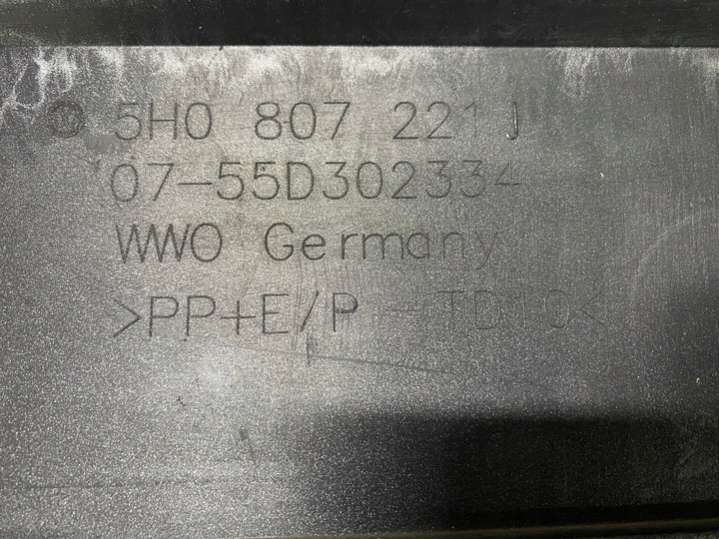 5H0 807 221 J
07-55D302334
WWO Germany
>PP+E/P - TD10<